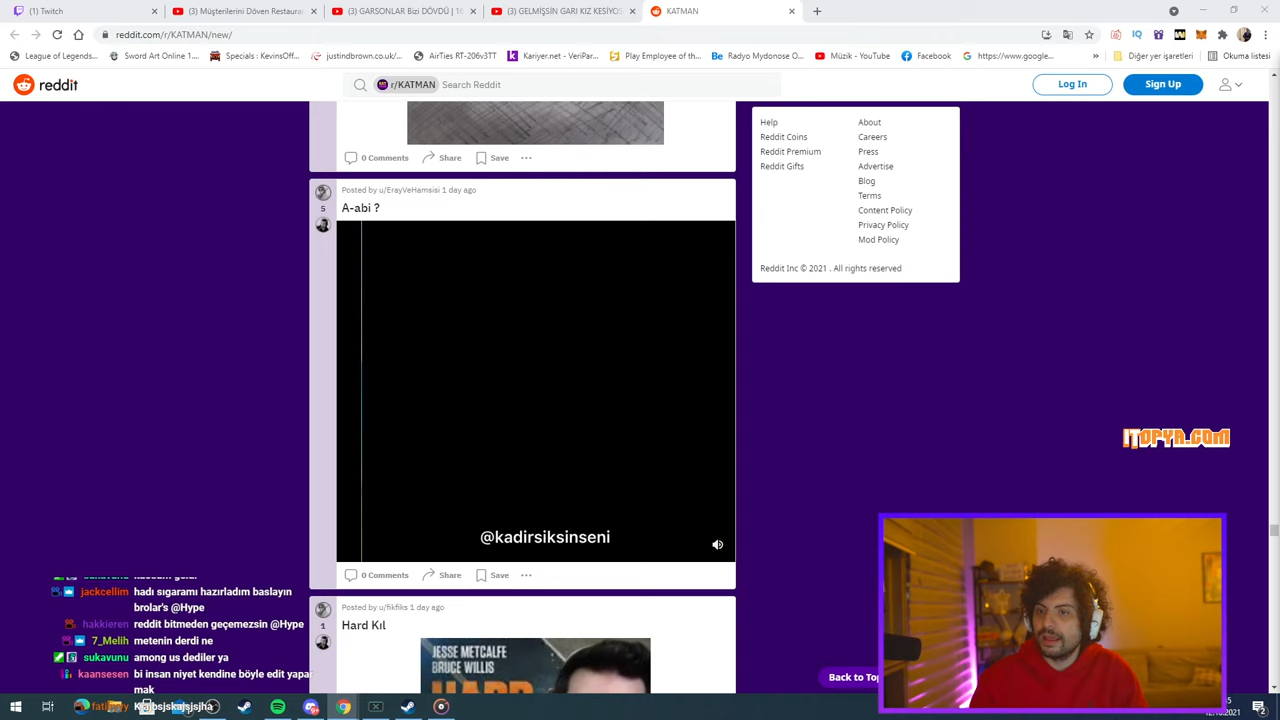 (1) Twitch
(3) Müşterilerini Döven Restaura
(3) GARSONLAR Bizi DÖVDÜ | 1
(3) GELMİŞSİN GARI KIZ KESİYOS
KATMAN
reddit.com/r/KATMAN/new/
League of Legends...
Sword Art Online 1....
Specials : KevinsOff...
justindbrown.co.uk/...
AirTies RT-206v3TT
Kariyer.net - VeriPar...
Play Employee of th...
Radyo Mydonose O...
Müzik - YouTube
Facebook
https://www.google...
»
Diğer yer işaretleri
Okuma listesi
reddit
r/KATMAN
Search Reddit
Log In
Sign Up
0 Comments
Share
Save
Help
About
Reddit Coins
Careers
Reddit Premium
Press
Reddit Gifts
Advertise
Blog
Terms
Content Policy
Privacy Policy
Mod Policy
Reddit Inc © 2021 . All rights reserved
Posted by u/ErayVeHamsisi 1 day ago
5
A-abi ?
@kadirsiksinseni
0 Comments
Share
Save
Posted by u/fikfiks 1 day ago
1
Hard Kıl
JESSE METCALFE
BRUCE WILLIS
Back to Top
ITOPYA.COM
jackcellim hadı sıgaramı hazırladım baslayın
brolar's @Hype
hakkieren reddit bitmeden geçemezsin @Hype
7_Melih metenin derdi ne
sukavunu among us dediler ya
kaansesen bi insan niyet kendine böyle edit yapar
mak
12.10.2021
2